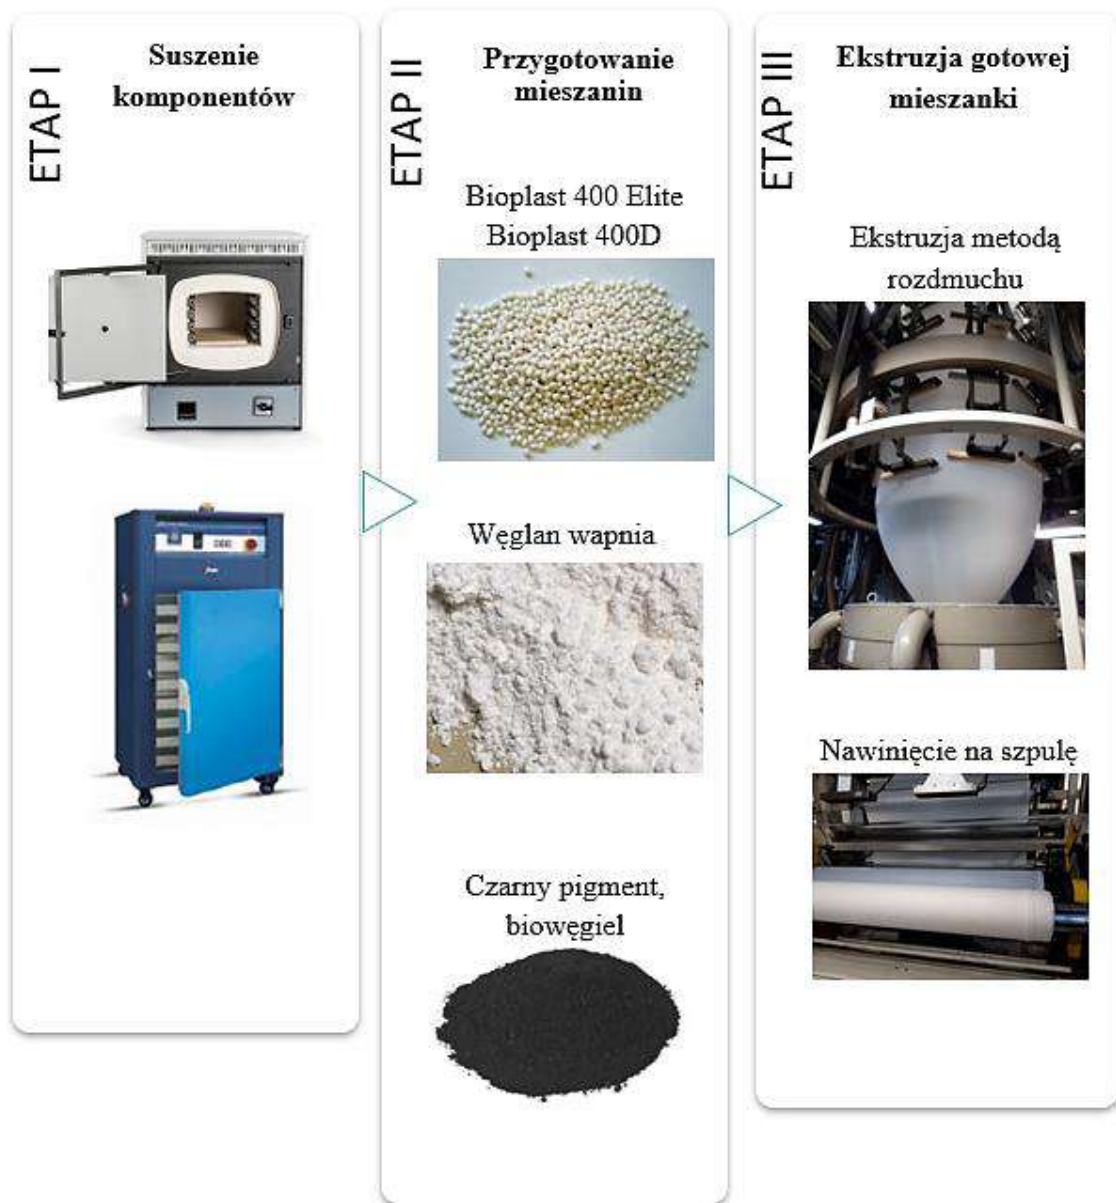 ETAP I
Suszenie
komponentów
ETAP II
Przygotowanie
mieszanin
Bioplast 400 Elite
Bioplast 400D
Węglan wapnia
Czarny pigment,
biowęgiel
ETAP III
Ekstruzja gotowej
mieszanki
Ekstruzja metodą
rozdmuchu
Nawinięcie na szpulę